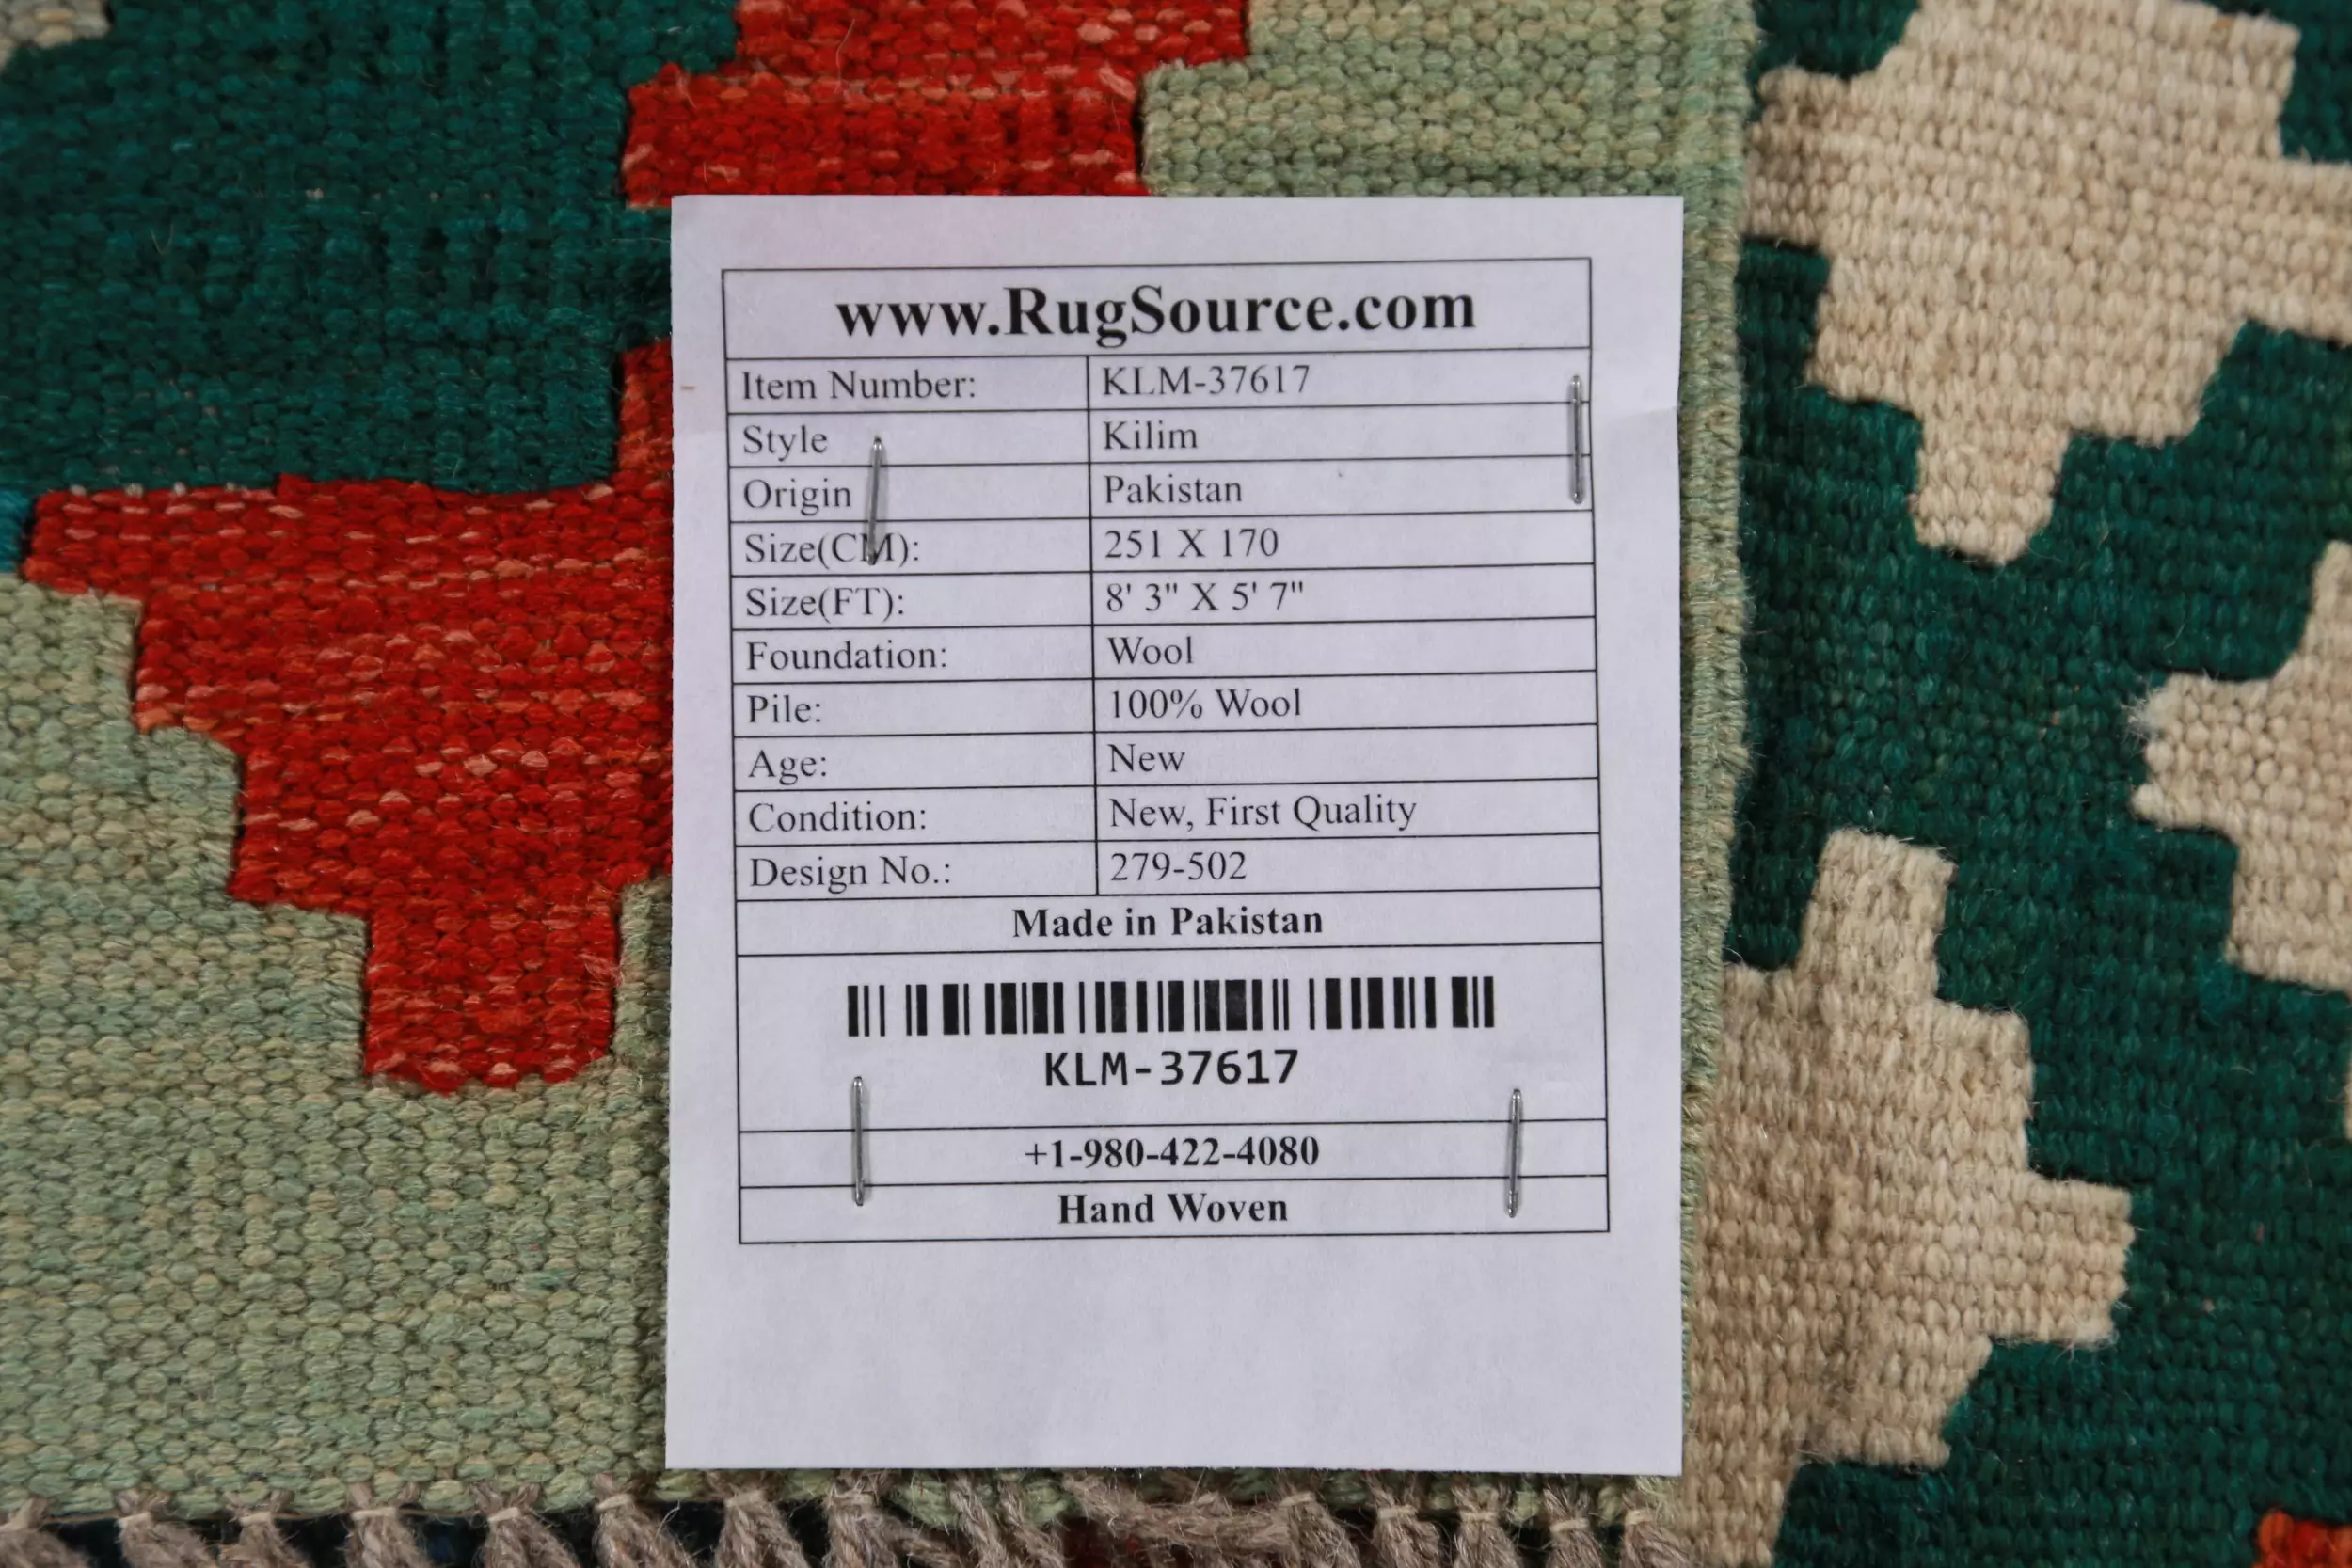 www.RugSource.com
Item Number: KLM-37617
Style Kilim
Origin Pakistan
Size(CM): 251 X 170
Size(FT): 8' 3" X 5' 7"
Foundation: Wool
Pile: 100% Wool
Age: New
Condition: New, First Quality
Design No.: 279-502
Made in Pakistan
KLM-37617
+1-980-422-4080
Hand Woven